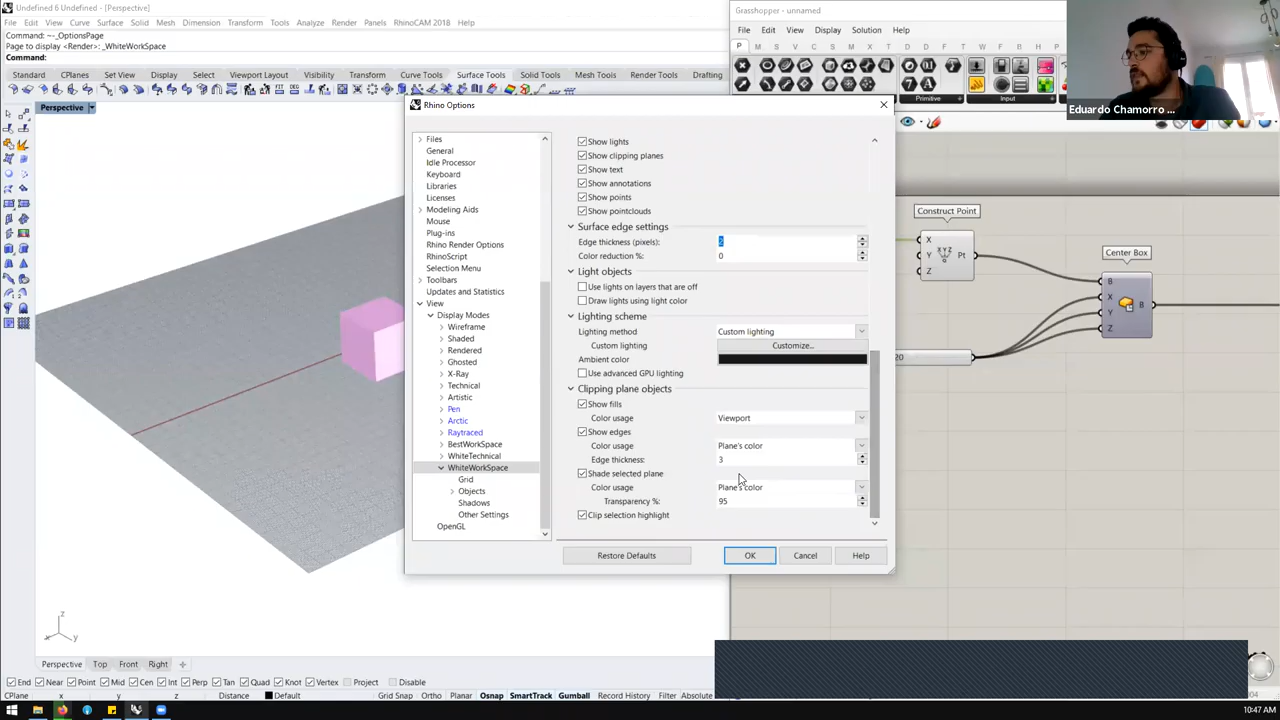 Undefined 6 Undefined - [Perspective]
File Edit View Curve Surface Solid Mesh Dimension Transform Tools Analyze Render Panels RhinoCAM 2018 Help
Command: ~-_OptionsPage
Page to display <Render>: _WhiteWorkSpace
Command:
Standard CPlanes Set View Display Select Viewport Layout Visibility Transform Curve Tools Surface Tools Solid Tools Mesh Tools Render Tools Drafting
Perspective
Rhino Options
Files
General
Idle Processor
Keyboard
Libraries
Licenses
Modeling Aids
Mouse
Plug-ins
Rhino Render Options
RhinoScript
Selection Menu
Toolbars
Updates and Statistics
View
Display Modes
Wireframe
Shaded
Rendered
Ghosted
X-Ray
Technical
Artistic
Pen
Arctic
Raytraced
BestWorkSpace
WhiteTechnical
WhiteWorkSpace
Grid
Objects
Shadows
Other Settings
OpenGL
Show lights
Show clipping planes
Show text
Show annotations
Show points
Show pointclouds
Surface edge settings
Edge thickness (pixels): 2
Color reduction %: 0
Light objects
Use lights on layers that are off
Draw lights using light color
Lighting scheme
Lighting method Custom lighting
Custom lighting Customize...
Ambient color
Use advanced GPU lighting
Clipping plane objects
Show fills
Color usage Viewport
Show edges
Color usage Plane's color
Edge thickness: 3
Shade selected plane
Color usage Plane's color
Transparency %: 95
Clip selection highlight
Restore Defaults OK Cancel Help
Grasshopper - unnamed
File Edit View Display Solution Help
P M S V C S M I T D W K H
Primitive Input
Eduardo Chamorro ...
Construct Point
X
Y
Z
Pt
Center Box
B
X
Y
Z
B
20
z
x y
Perspective Top Front Right
End Near Point Mid Cen Int Perp Tan Quad Knot Vertex Project Disable
CPlane x y z Distance Default Grid Snap Ortho Planar Osnap SmartTrack Gumball Record History Filter Absolute
10:47 AM